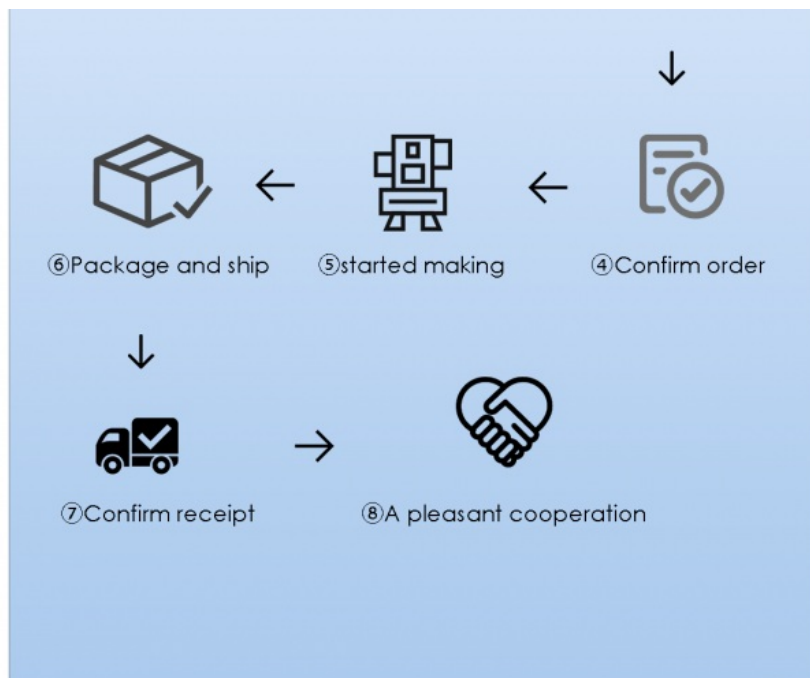 ⑥Package and ship
⑤started making
④Confirm order
⑦Confirm receipt
⑧A pleasant cooperation